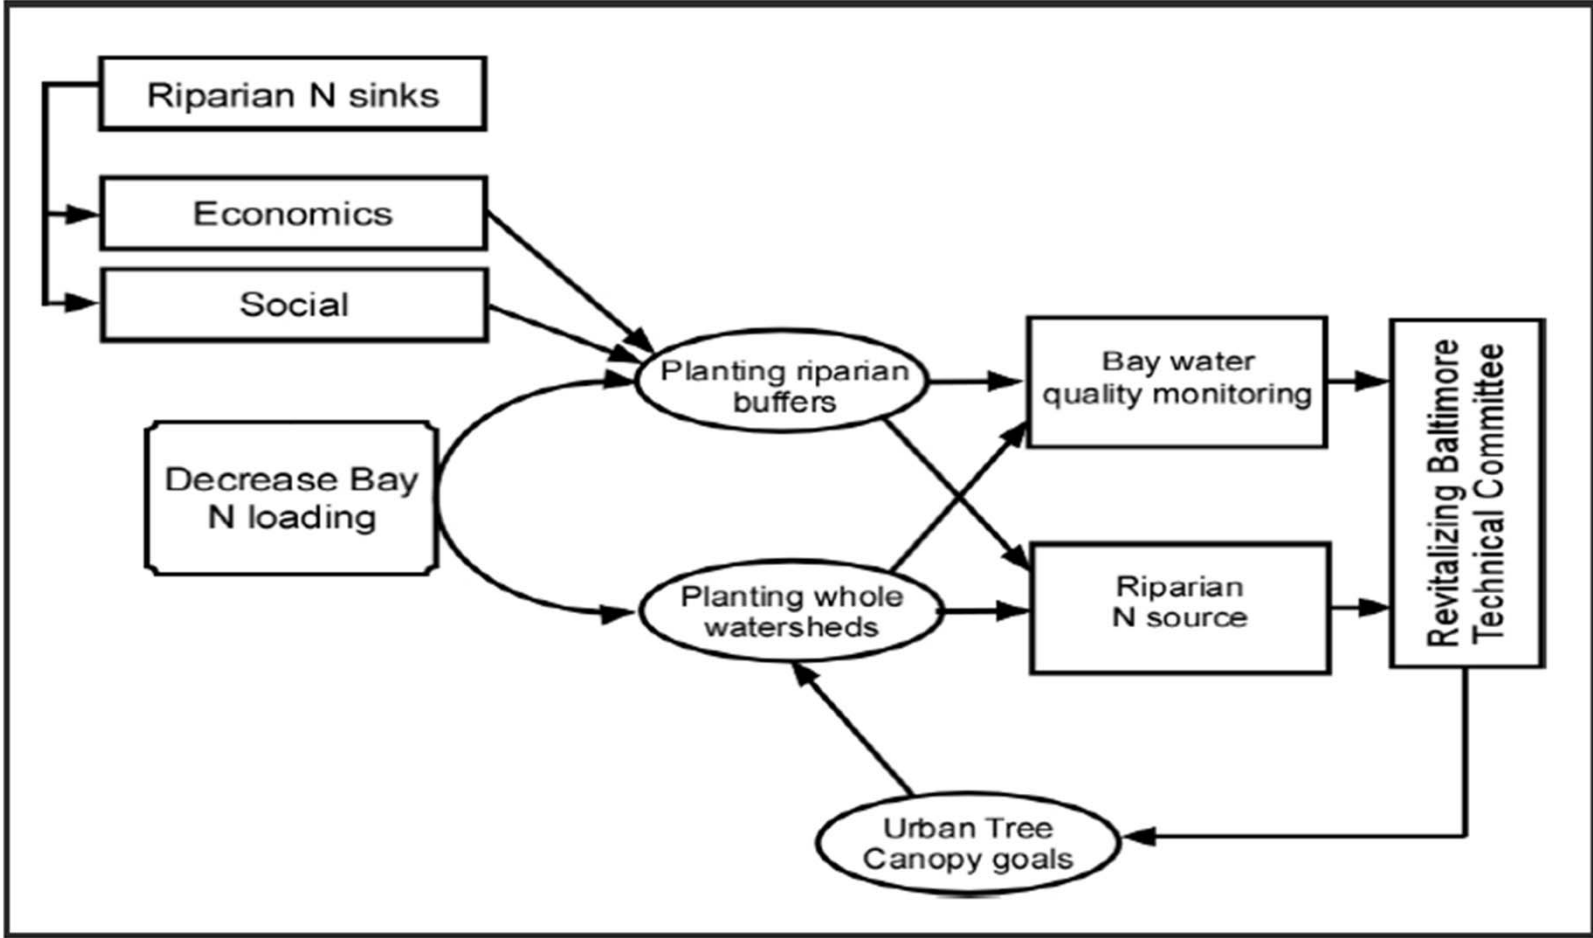 Riparian N sinks
Economics
Social
Decrease Bay
N loading
Planting riparian
buffers
Planting whole
watersheds
Bay water
quality monitoring
Riparian
N source
Revitalizing Baltimore
Technical Committee
Urban Tree
Canopy goals